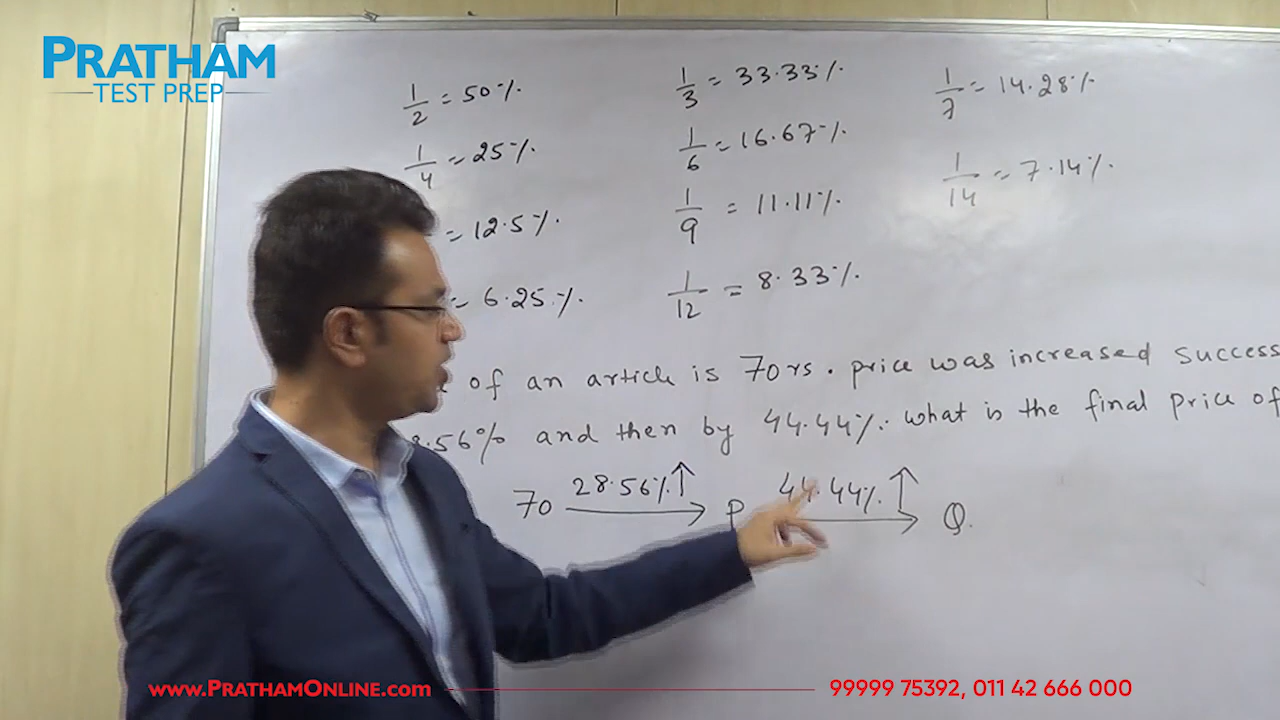 PRATHAM
TEST PREP
1/2 = 50%
1/4 = 25%
= 12.5%
= 6.25%
1/3 = 33.33%
1/6 = 16.67%
1/9 = 11.11%
1/12 = 8.33%
1/7 = 14.28%
1/14 = 7.14%
of an article is 70 rs. price was increased success
8.56% and then by 44.44%. what is the final price of
70 28.56%↑ → P 44.44%↑ → Q.
www.PRATHAMONLINE.com
99999 75392, 011 42 666 000